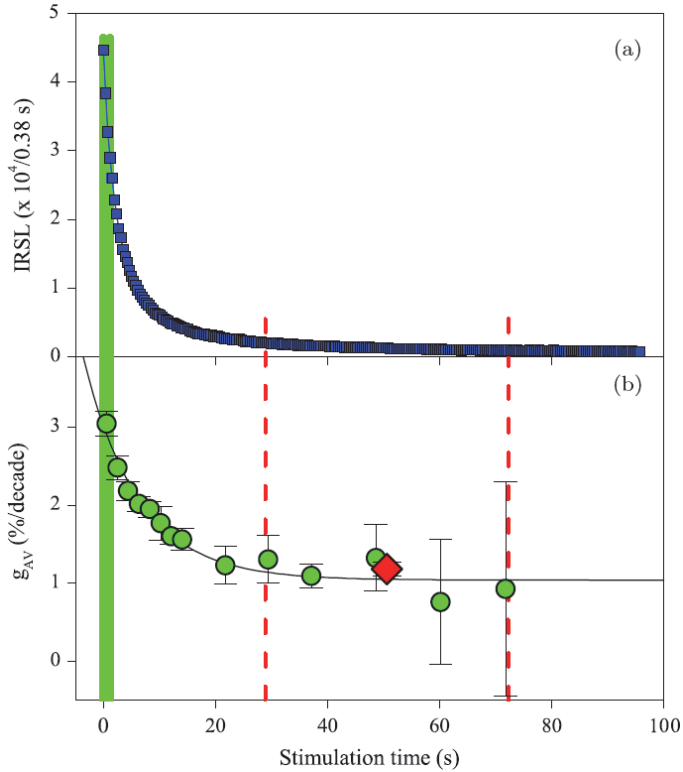 (a)
IRSL (x 10⁴/0.38 s)
5
4
3
2
1
0
(b)
g_AV (%/decade)
3
2
1
0
0 20 40 60 80 100
Stimulation time (s)